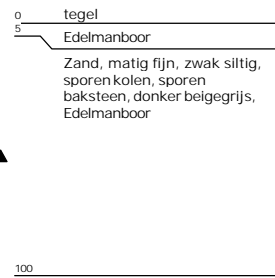 0 tegel
5
Edelmanboor
Zand, matig fijn, zwak siltig,
sporen kolen, sporen
baksteen, donker beigegrijs,
Edelmanboor
100